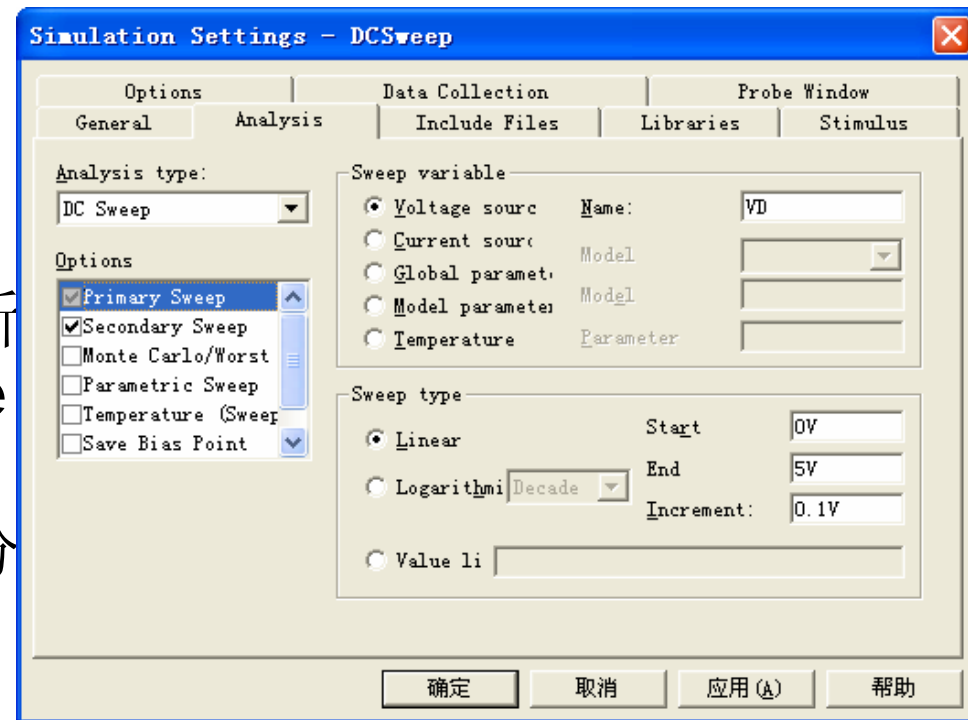 Simulation Settings - DCSweep
Options Data Collection Probe Window
General Analysis Include Files Libraries Stimulus
Analysis type:
DC Sweep
Options
Primary Sweep
Secondary Sweep
Monte Carlo/Worst
Parametric Sweep
Temperature (Sweep
Save Bias Point
Sweep variable
Voltage sourc Name: VD
Current sourc
Model
Global paramet
Model parameter
Model
Temperature Parameter
Sweep type
Linear
Start 0V
End 5V
Logarithmi Decade
Increment: 0.1V
Value li
确定 取消 应用(A) 帮助
e